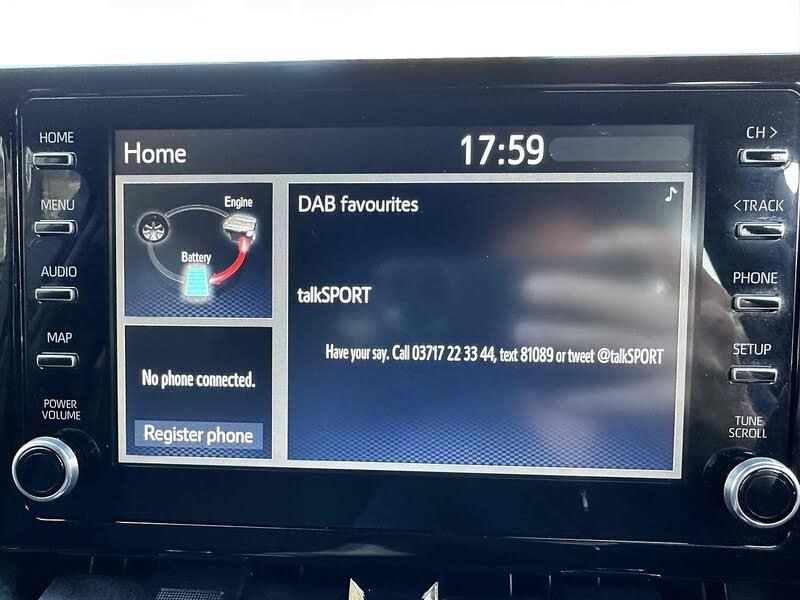 HOME
MENU
AUDIO
MAP
POWER
VOLUME
Home
17:59
Engine
Battery
No phone connected.
Register phone
DAB favourites
talkSPORT
Have your say. Call 03717 22 33 44, text 81089 or tweet @talkSPORT
CH >
< TRACK
PHONE
SETUP
TUNE
SCROLL